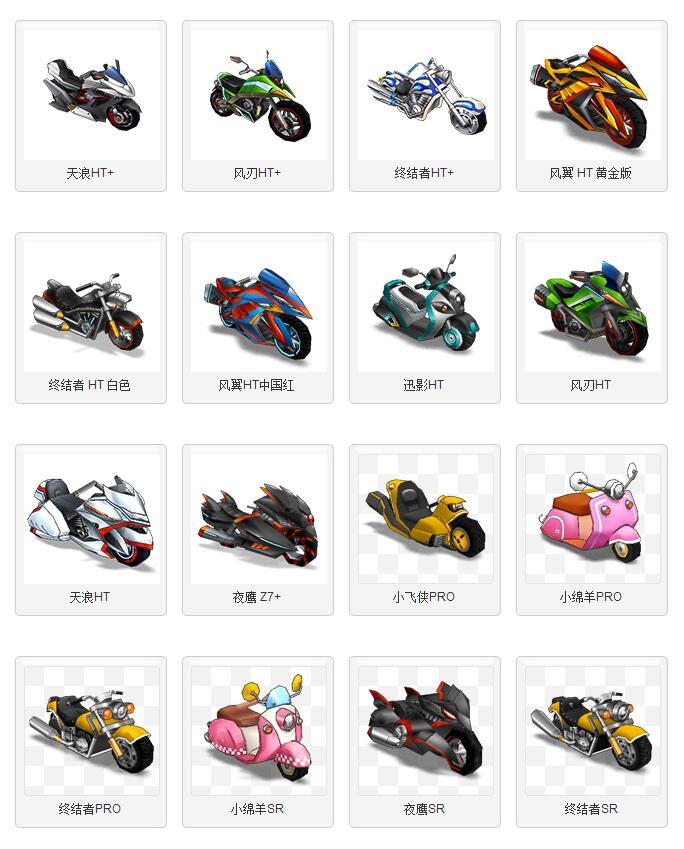 天浪HT+
风刃HT+
终结者HT+
风翼 HT 黄金版
终结者 HT 白色
风翼HT中国红
迅影HT
风刃HT
天浪HT
夜鹰 Z7+
小飞侠PRO
小绵羊PRO
终结者PRO
小绵羊SR
夜鹰SR
终结者SR